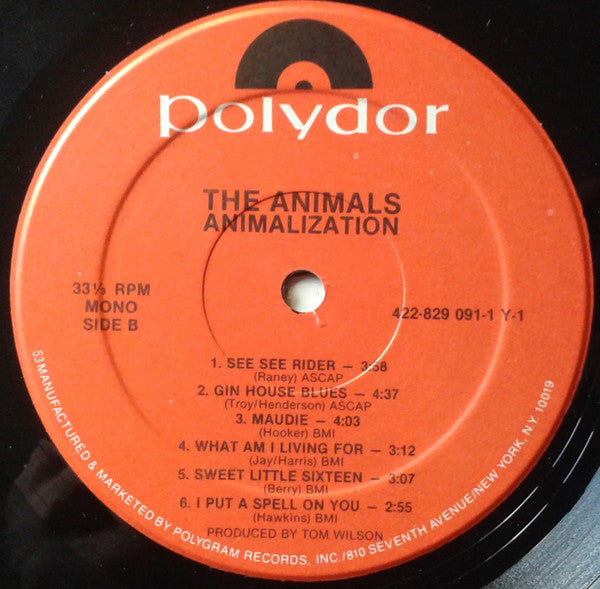 polydor
THE ANIMALS
ANIMALIZATION
33⅓ RPM
MONO
SIDE B
422-829 091-1 Y-1
1. SEE SEE RIDER — 3:58
(Raney) ASCAP
2. GIN HOUSE BLUES — 4:37
(Troy/Henderson) ASCAP
3. MAUDIE — 4:03
(Hooker) BMI
4. WHAT AM I LIVING FOR — 3:12
(Jay/Harris) BMI
5. SWEET LITTLE SIXTEEN — 3:07
(Berry) BMI
6. I PUT A SPELL ON YOU — 2:55
(Hawkins) BMI
PRODUCED BY TOM WILSON
53 MANUFACTURED & MARKETED BY POLYGRAM RECORDS, INC./810 SEVENTH AVENUE/NEW YORK, NY 10019